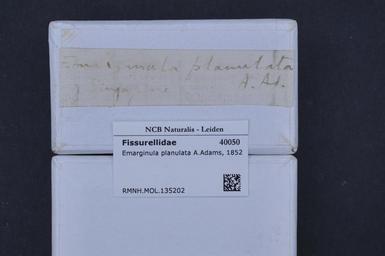 Emarginula planulata
A. Ad.
NCB Naturalis - Leiden
Fissurellidae 40050
Emarginula planulata A.Adams, 1852
RMNH.MOL.135202